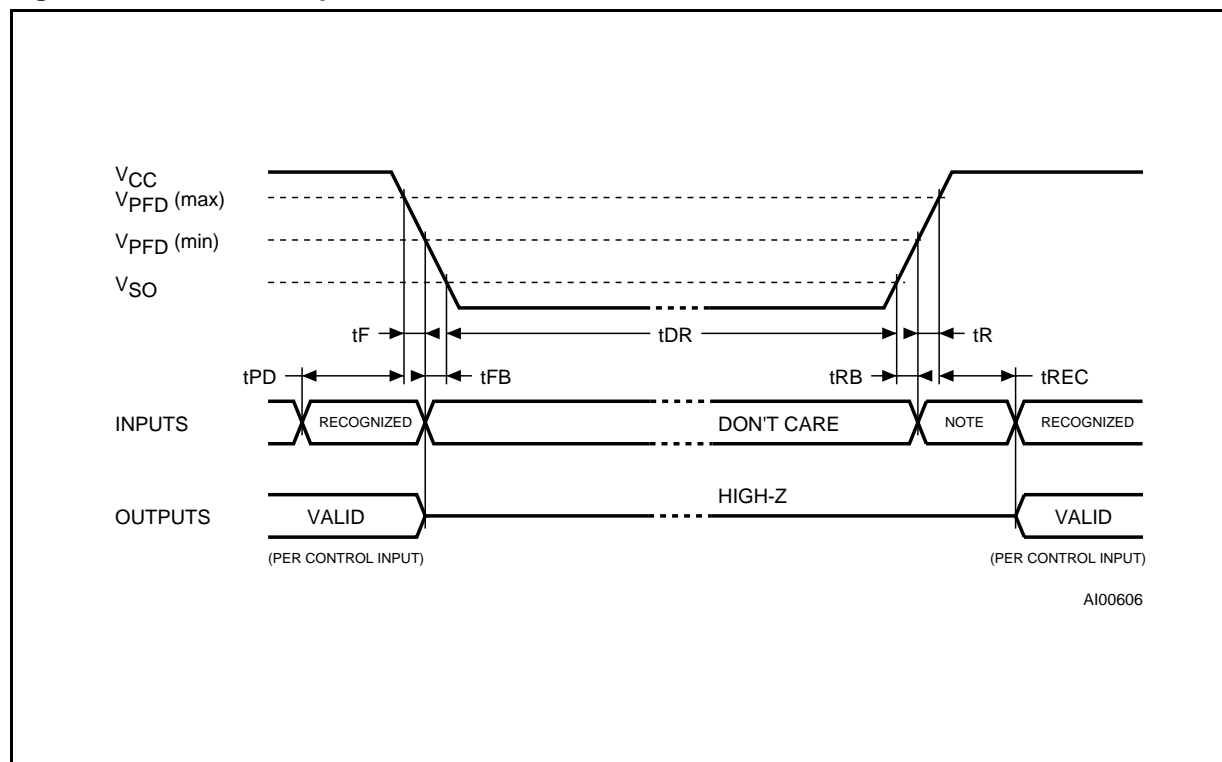 VCC
VPFD (max)
VPFD (min)
VSO
tF
tDR
tR
tPD
tFB
tRB
tREC
INPUTS
RECOGNIZED
DON'T CARE
NOTE
RECOGNIZED
HIGH-Z
OUTPUTS
VALID
VALID
(PER CONTROL INPUT)
(PER CONTROL INPUT)
AI00606